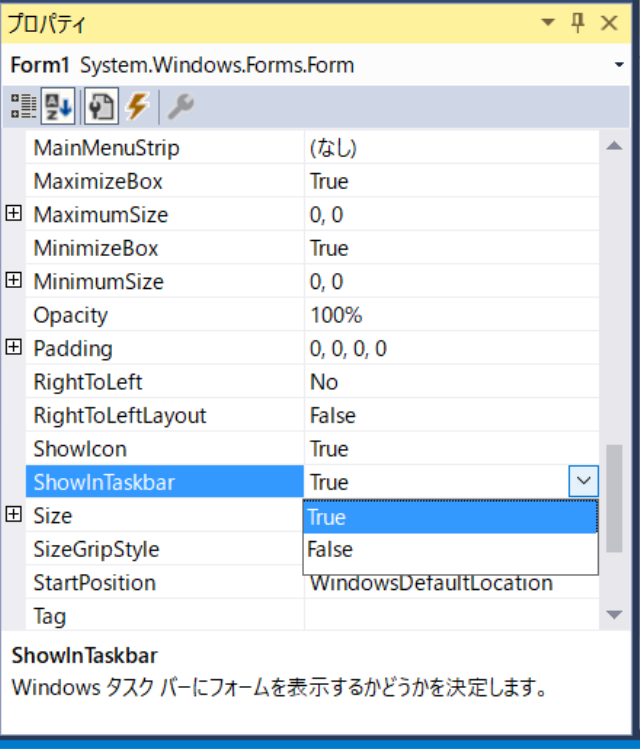 プロパティ
Form1 System.Windows.Forms.Form
MainMenuStrip (なし)
MaximizeBox True
MaximumSize 0, 0
MinimizeBox True
MinimumSize 0, 0
Opacity 100%
Padding 0, 0, 0, 0
RightToLeft No
RightToLeftLayout False
ShowIcon True
ShowInTaskbar True
Size True
SizeGripStyle False
StartPosition WindowsDefaultLocation
Tag
ShowInTaskbar
Windows タスク バーにフォームを表示するかどうかを決定します。